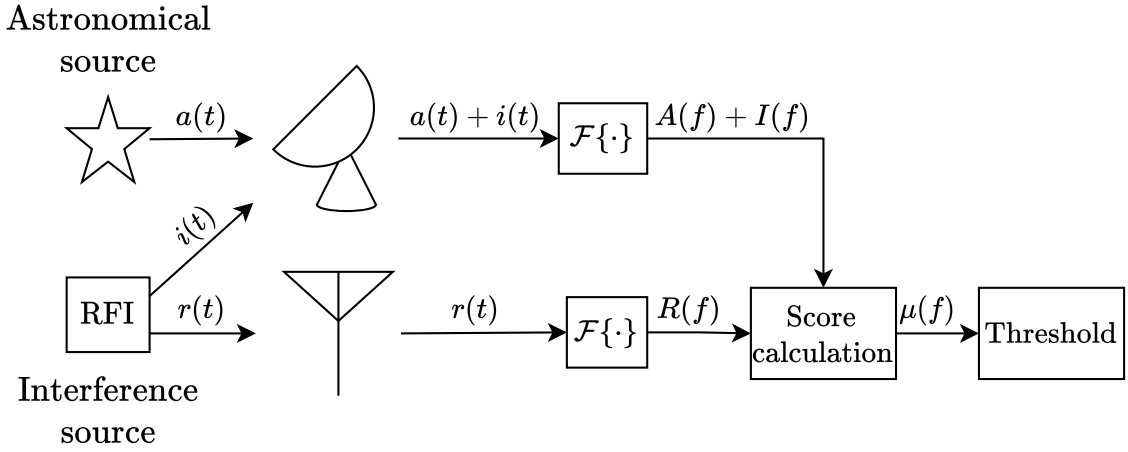 Astronomical
source
a(t)
a(t) + i(t)
ℱ{·}
A(f) + I(f)
i(t)
RFI
r(t)
r(t)
ℱ{·}
R(f)
Score
calculation
μ(f)
Threshold
Interference
source